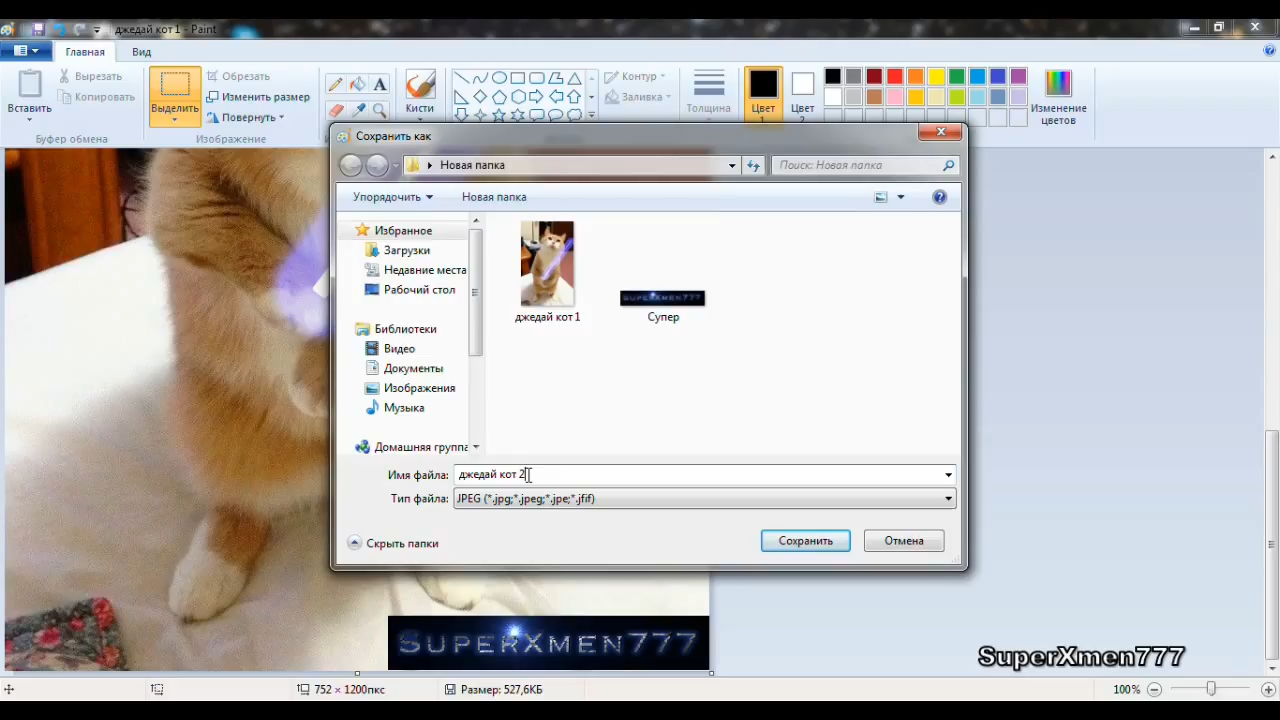 джедай кот 1 - Paint
Главная
Вид
Вставить
Вырезать
Копировать
Буфер обмена
Выделить
Обрезать
Изменить размер
Повернуть
Изображение
Кисти
Контур
Заливка
Толщина
Цвет 1
Цвет 2
Изменение цветов
Сохранить как
Новая папка
Поиск: Новая папка
Упорядочить
Новая папка
Избранное
Загрузки
Недавние места
Рабочий стол
Библиотеки
Видео
Документы
Изображения
Музыка
Домашняя группа
джедай кот 1
SuperXmen777
Супер
Имя файла: джедай кот 2
Тип файла: JPEG (*.jpg;*.jpeg;*.jpe;*.jfif)
Скрыть папки
Сохранить
Отмена
SuperXmen777
SuperXmen777
752 × 1200пкс
Размер: 527,6КБ
100%